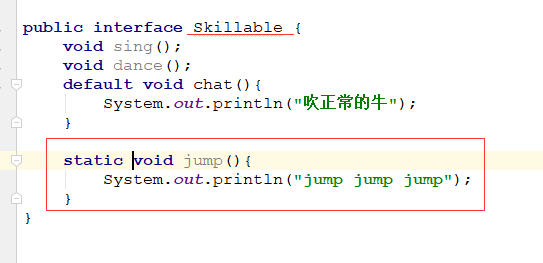 public interface Skillable {
void sing();
void dance();
default void chat(){
System.out.println("吹正常的牛");
}
static void jump(){
System.out.println("jump jump jump");
}
}